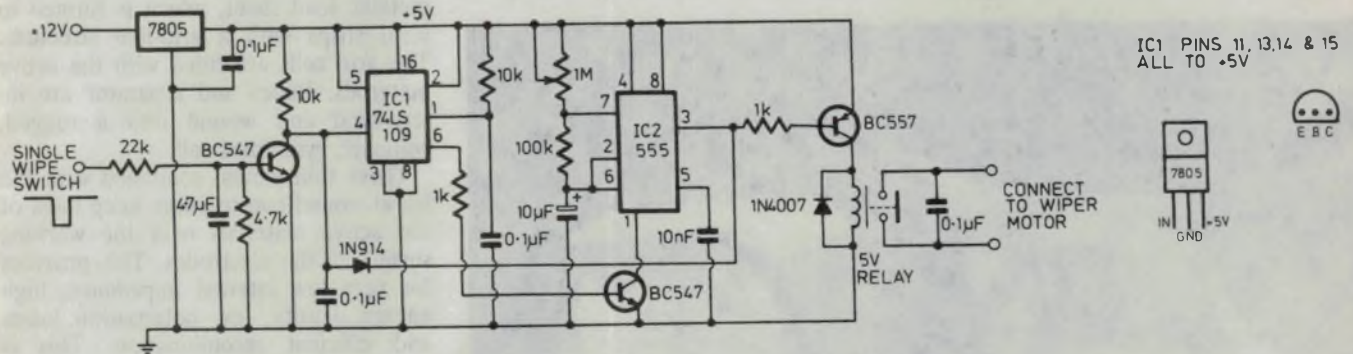 +12V
7805
0·1µF
+5V
10k
SINGLE
WIPE
SWITCH
22k
BC547
47µF
4·7k
1N914
0·1µF
5
16
2
IC1
74LS
109
1
4
6
3
8
1k
10k
0·1µF
1M
100k
10µF
+
4
8
7
IC2
555
3
2
6
5
1
10nF
BC547
1k
BC557
1N4007
5V
RELAY
0·1µF
CONNECT
TO WIPER
MOTOR
IC1 PINS 11, 13,14 & 15
ALL TO +5V
7805
IN
GND
+5V
E B C